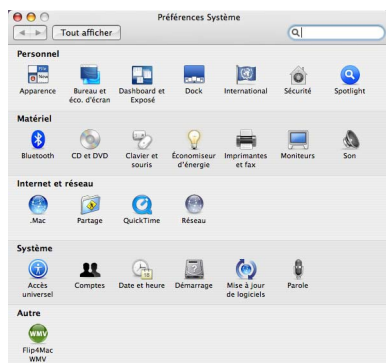 Préférences Système
Tout afficher
Personnel
Apparence
Bureau et
éco. d'écran
Dashboard et
Exposé
Dock
International
Sécurité
Spotlight
Matériel
Bluetooth
CD et DVD
Clavier et
souris
Économiseur
d'énergie
Imprimantes
et fax
Moniteurs
Son
Internet et réseau
.Mac
Partage
QuickTime
Réseau
Système
Accès
universel
Comptes
Date et heure
Démarrage
Mise à jour
de logiciels
Parole
Autre
WMV
Flip4Mac
WMV